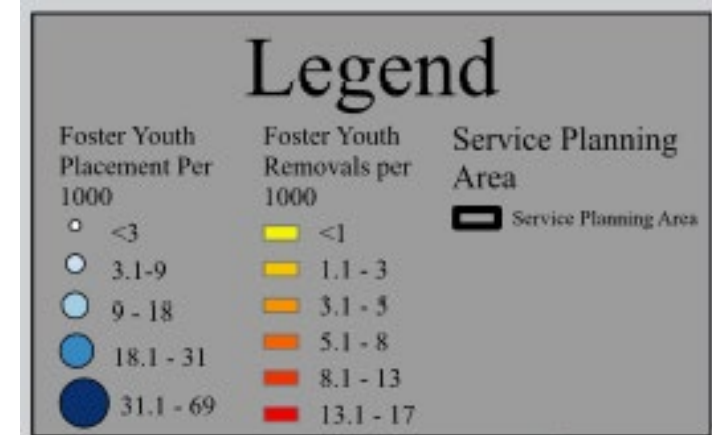 Legend
Foster Youth
Placement Per
1000
<3
3.1-9
9 - 18
18.1 - 31
31.1 - 69
Foster Youth
Removals per
1000
<1
1.1 - 3
3.1 - 5
5.1 - 8
8.1 - 13
13.1 - 17
Service Planning
Area
Service Planning Area